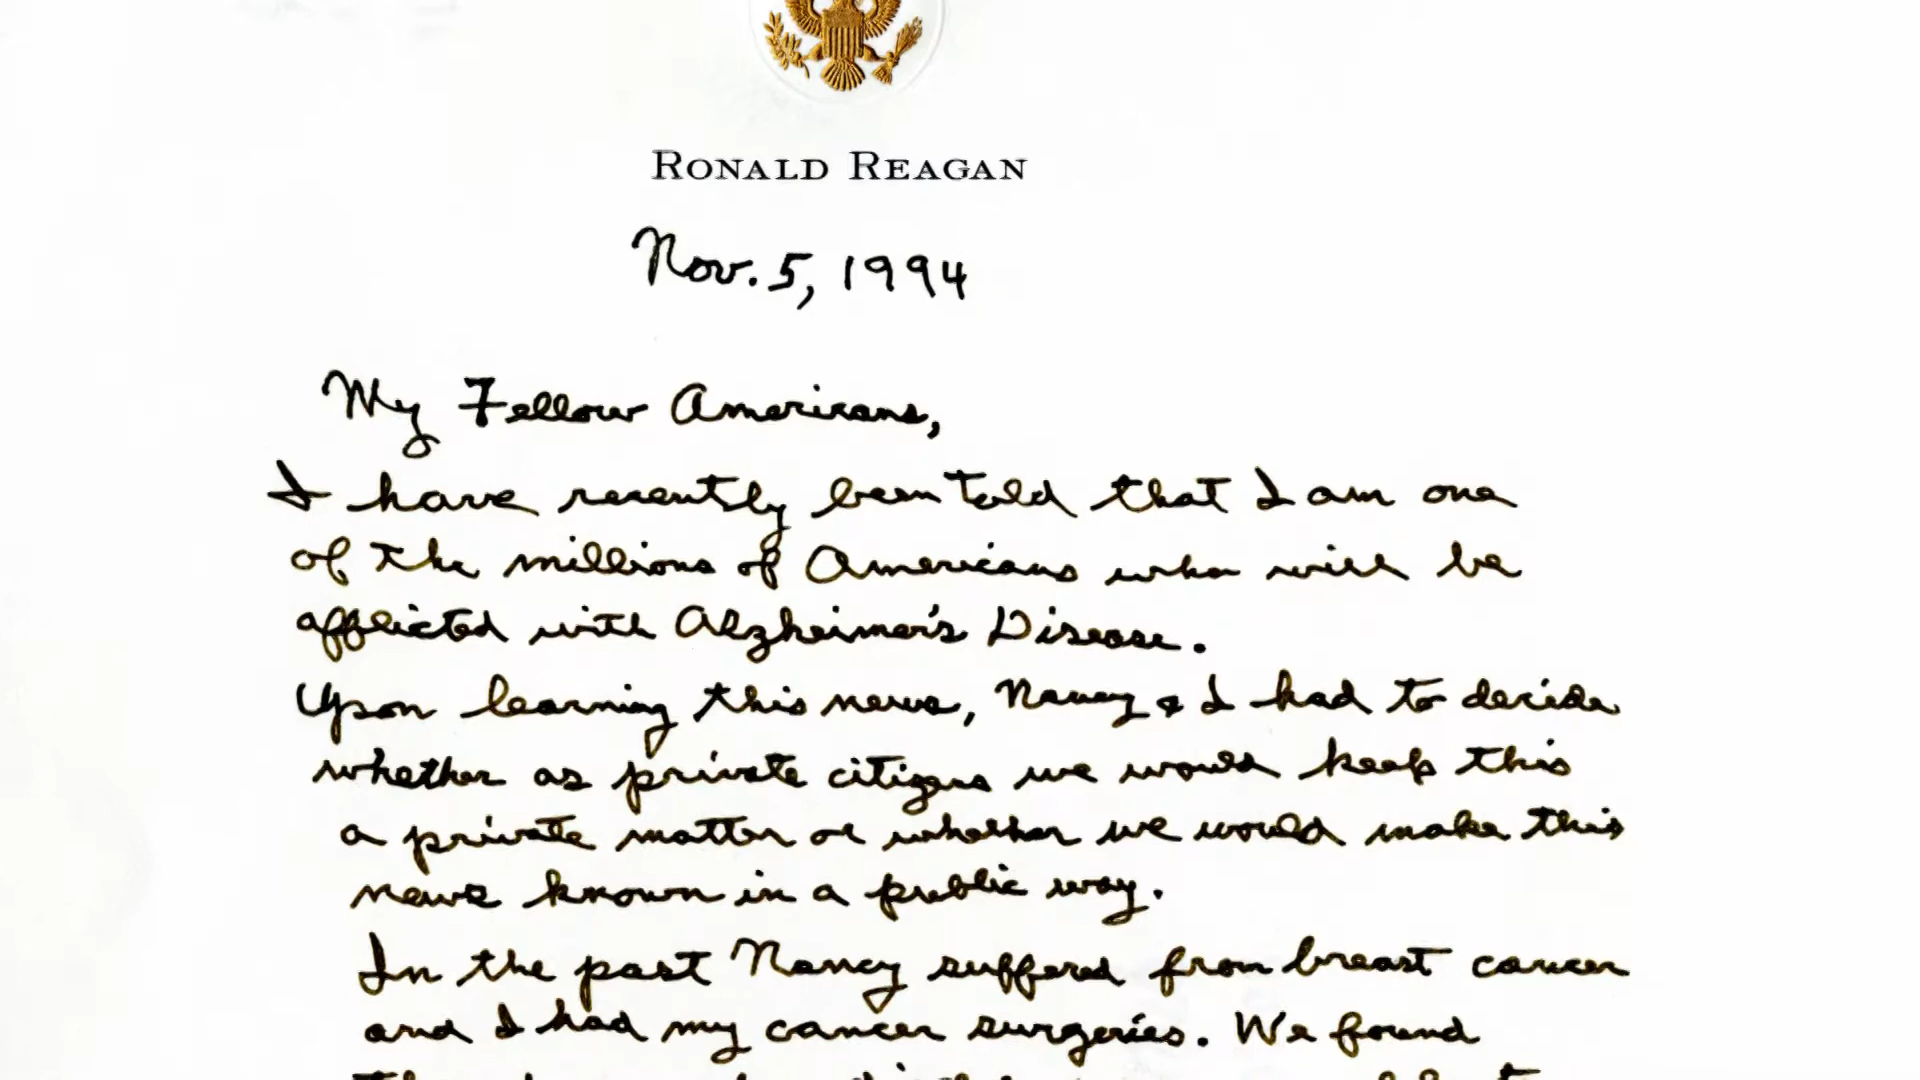 RONALD REAGAN
Nov. 5, 1994
My Fellow Americans,
I have recently been told that I am one
of the millions of Americans who will be
afflicted with Alzheimer's Disease.
Upon learning this news, Nancy & I had to decide
whether as private citizens we would keep this
a private matter or whether we would make this
news known in a public way.
In the past Nancy suffered from breast cancer
and I had my cancer surgeries. We found